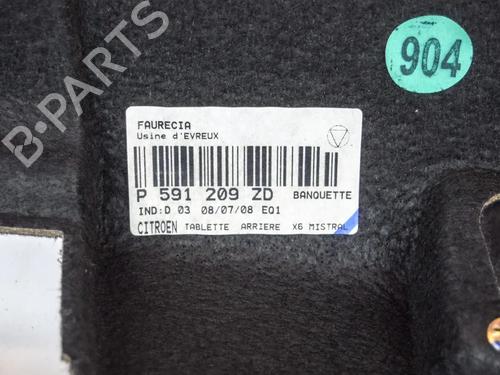 904
FAURECIA
Usine d'EVREUX
P 591 209 ZD BANQUETTE
IND:D 03 08/07/08 EQ1
CITROEN TABLETTE ARRIERE X6 MISTRAL
B-PARTS